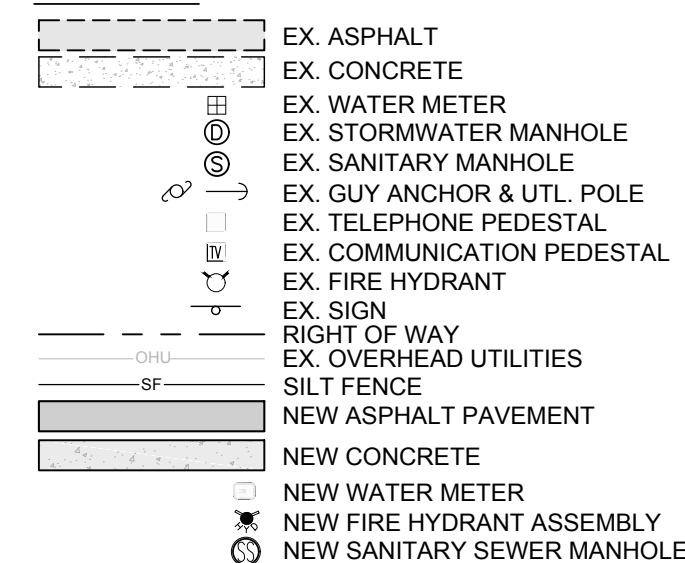 EX. ASPHALT
EX. CONCRETE
EX. WATER METER
D EX. STORMWATER MANHOLE
S EX. SANITARY MANHOLE
EX. GUY ANCHOR & UTL. POLE
EX. TELEPHONE PEDESTAL
TV EX. COMMUNICATION PEDESTAL
EX. FIRE HYDRANT
EX. SIGN
RIGHT OF WAY
OHU EX. OVERHEAD UTILITIES
SF SILT FENCE
NEW ASPHALT PAVEMENT
NEW CONCRETE
NEW WATER METER
NEW FIRE HYDRANT ASSEMBLY
SS NEW SANITARY SEWER MANHOLE